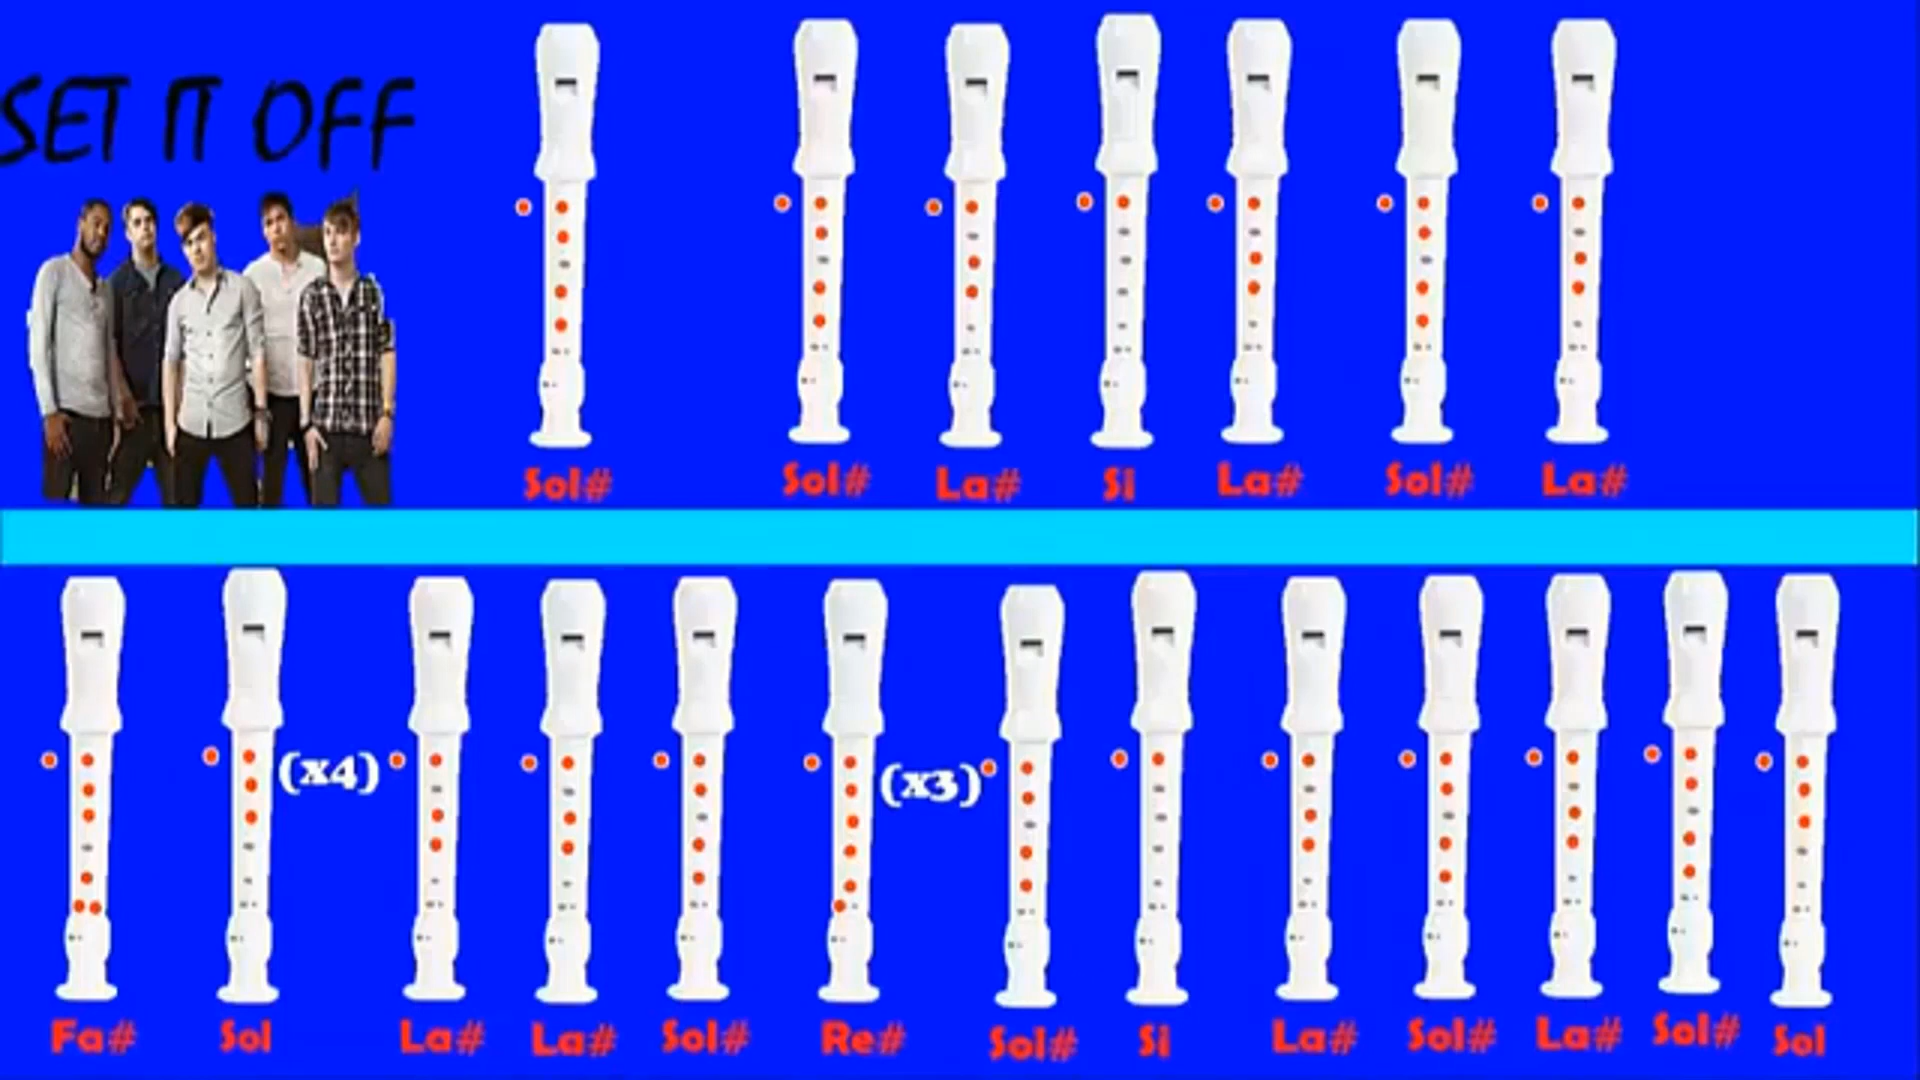 SET IT OFF
Sol# Sol# La# Si La# Sol# La#
(x4) (x3)
Fa# Sol La# La# Sol# Re# Sol# Si La# Sol# La# Sol# Sol